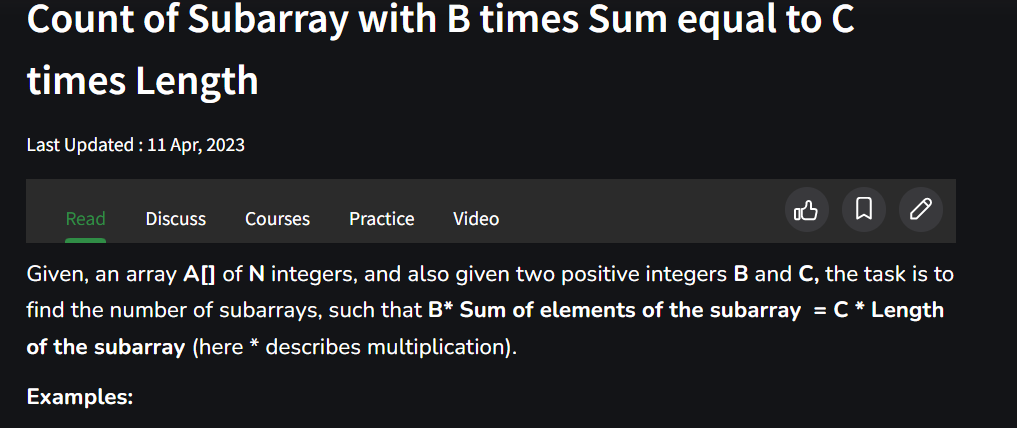 Count of Subarray with B times Sum equal to C
times Length
Last Updated : 11 Apr, 2023
Read Discuss Courses Practice Video
Given, an array A[] of N integers, and also given two positive integers B and C, the task is to
find the number of subarrays, such that B* Sum of elements of the subarray  = C * Length
of the subarray (here * describes multiplication).
Examples: